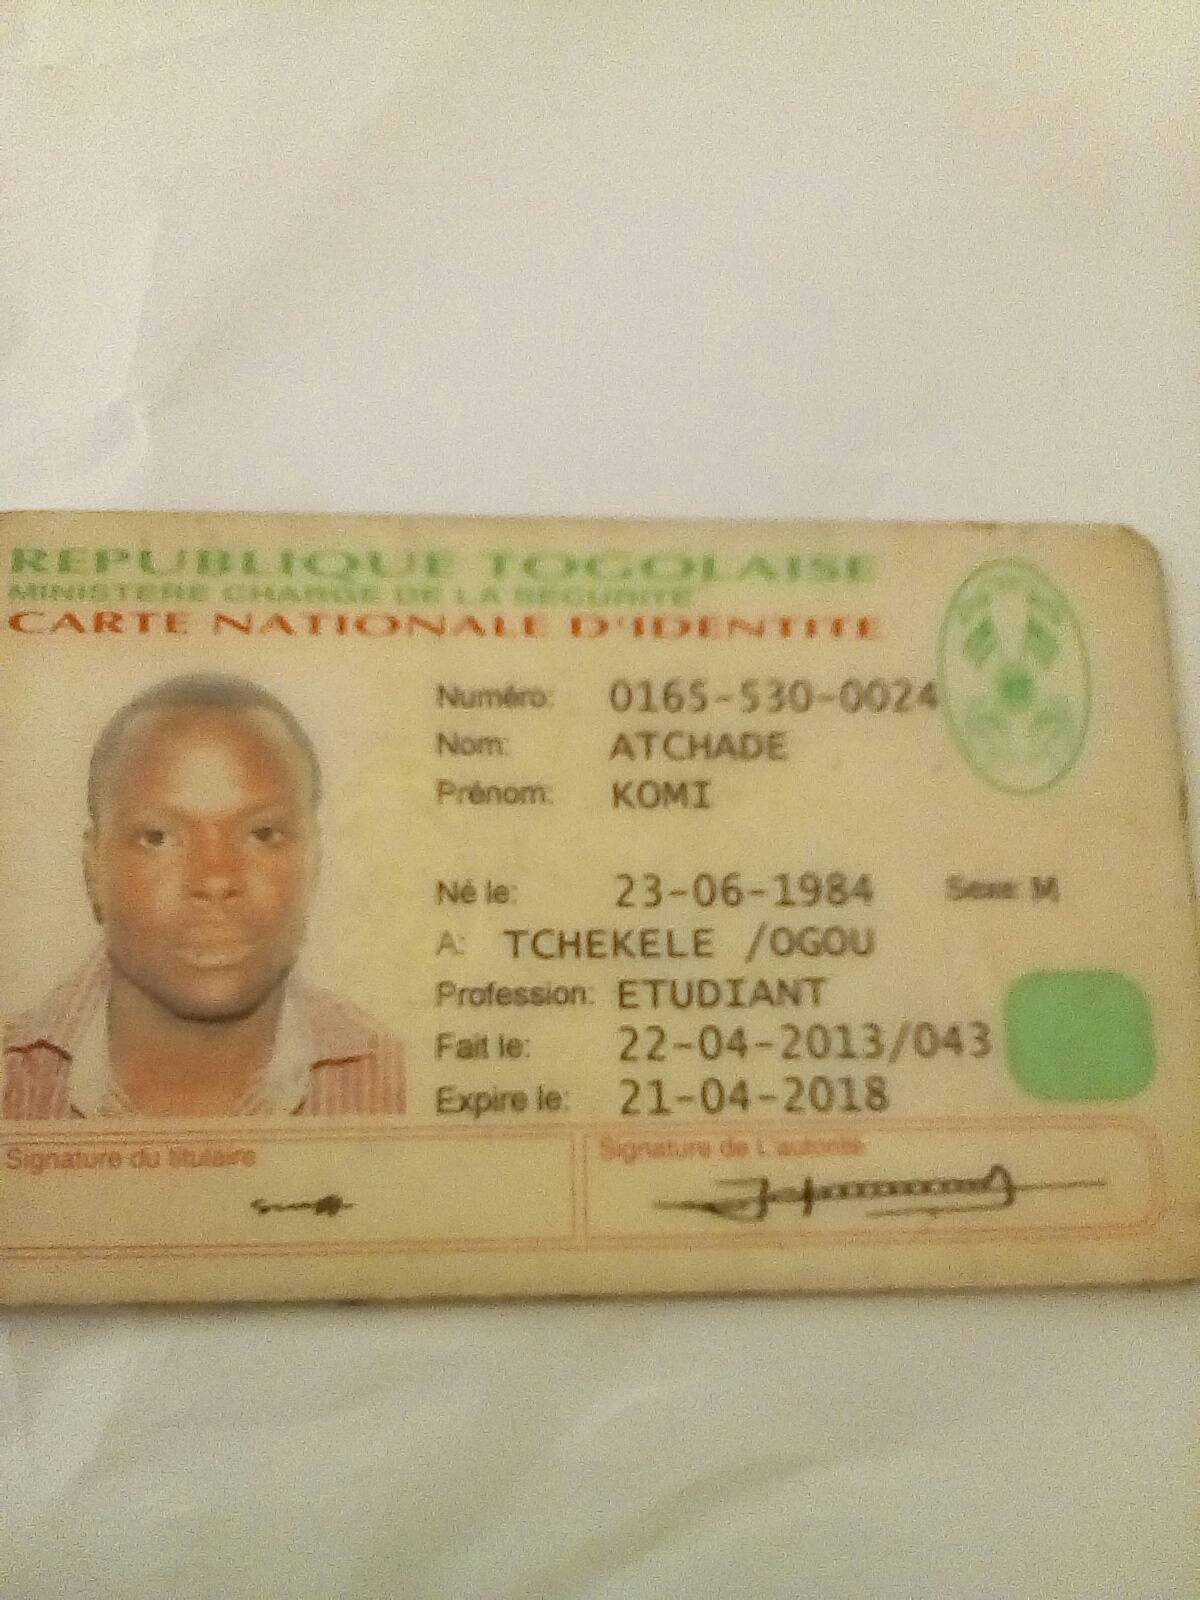 REPUBLIQUE TOGOLAISE
MINISTERE CHARGE DE LA SECURITE
CARTE NATIONALE D'IDENTITE
Numéro: 0165-530-0024
Nom: ATCHADE
Prénom: KOMI
Né le: 23-06-1984 Sexe: M
A: TCHEKELE /OGOU
Profession: ETUDIANT
Fait le: 22-04-2013/043
Expire le: 21-04-2018
Signature du titulaire Signature de L'autorité